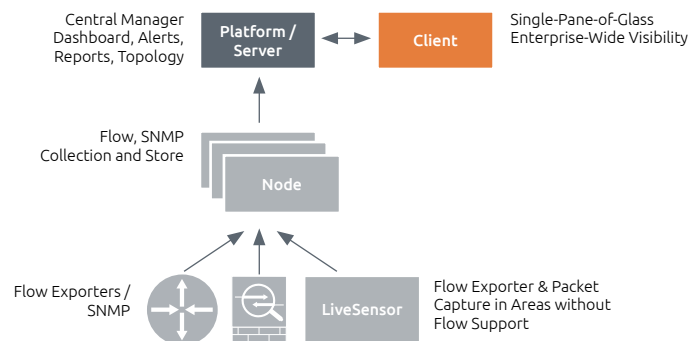 Central Manager
Dashboard, Alerts,
Reports, Topology
Platform /
Server
Client
Single-Pane-of-Glass
Enterprise-Wide Visibility
Flow, SNMP
Collection and Store
Node
Flow Exporters /
SNMP
LiveSensor
Flow Exporter & Packet
Capture in Areas without
Flow Support